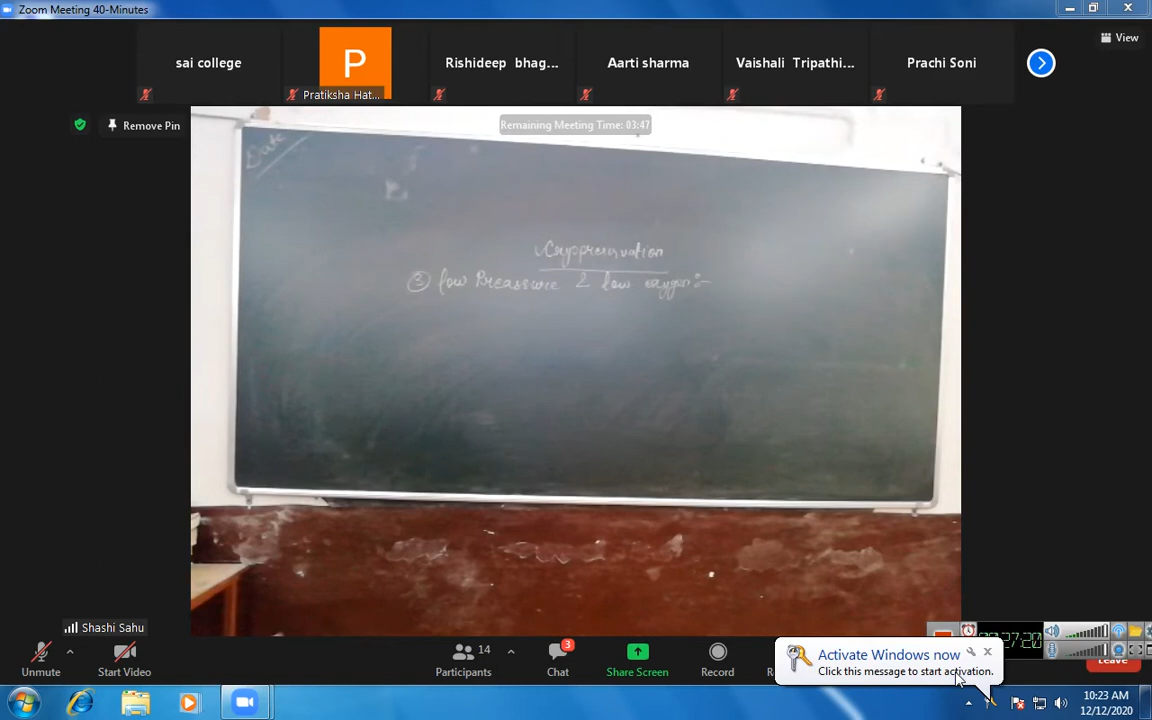 Zoom Meeting 40-Minutes
View
sai college
P
Pratiksha Hat...
Rishideep bhag...
Aarti sharma
Vaishali Tripathi...
Prachi Soni
Remove Pin
Remaining Meeting Time: 03:47
Date
Cryopreservation
③ low Preassure & low oxygen:-
Shashi Sahu
Unmute
Start Video
14
Participants
3
Chat
Share Screen
Record
Leave
Activate Windows now
Click this message to start activation.
10:23 AM
12/12/2020